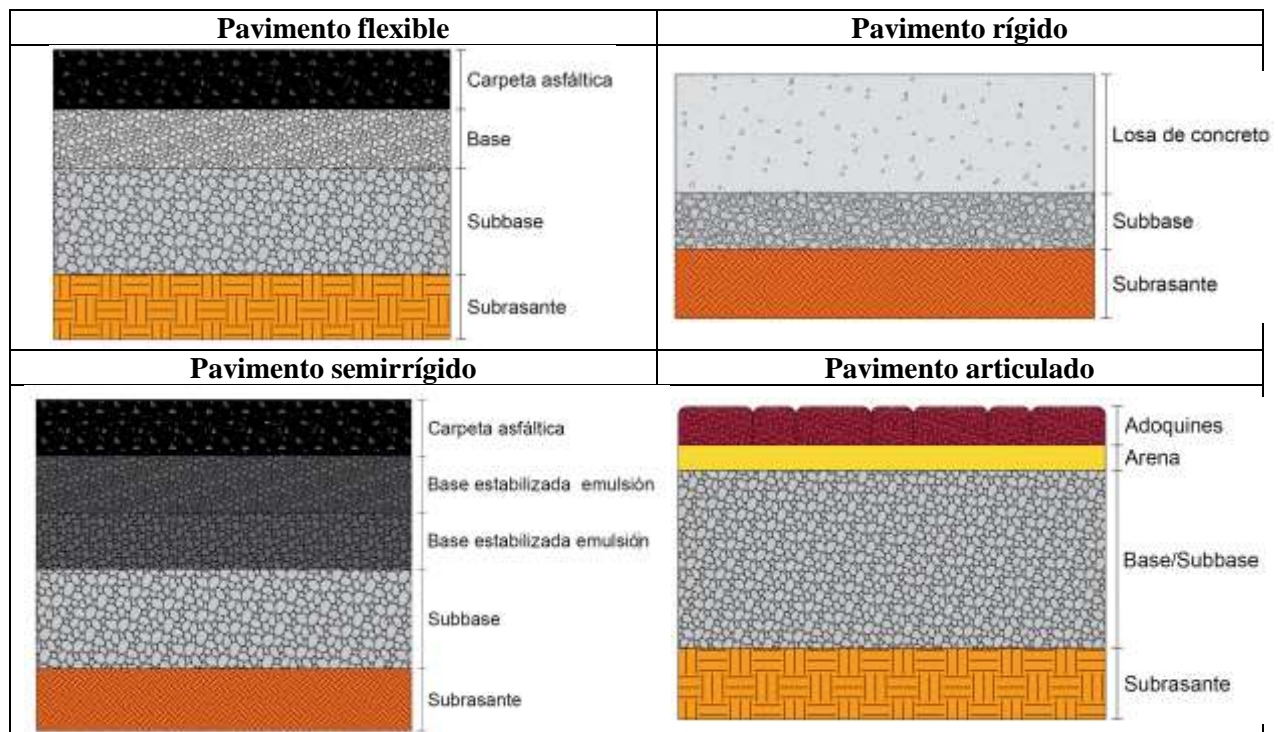 Pavimento flexible
Carpeta asfáltica
Base
Subbase
Subrasante
Pavimento rígido
Losa de concreto
Subbase
Subrasante
Pavimento semirrígido
Carpeta asfáltica
Base estabilizada emulsión
Base estabilizada emulsión
Subbase
Subrasante
Pavimento articulado
Adoquines
Arena
Base/Subbase
Subrasante